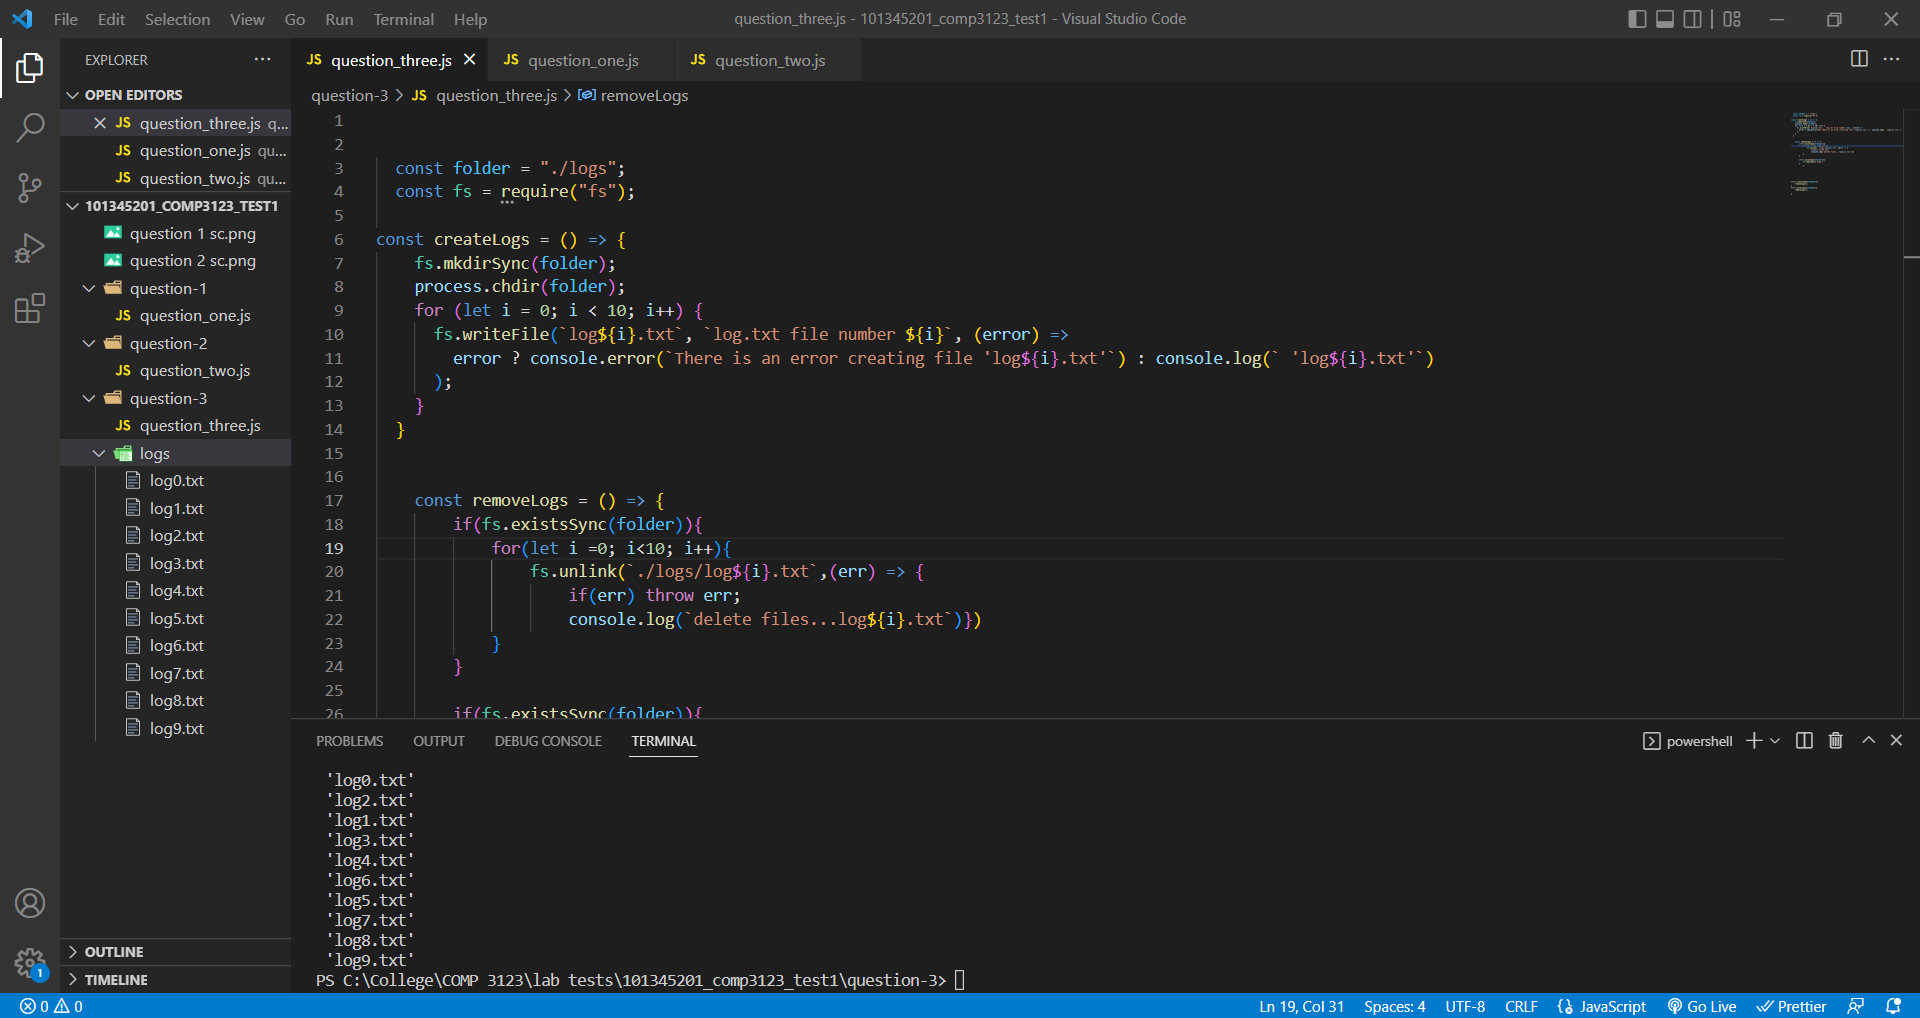 File Edit Selection View Go Run Terminal Help question_three.js - 101345201_comp3123_test1 - Visual Studio Code
EXPLORER
OPEN EDITORS
JS question_three.js q...
JS question_one.js qu...
JS question_two.js qu...
101345201_COMP3123_TEST1
question 1 sc.png
question 2 sc.png
question-1
JS question_one.js
question-2
JS question_two.js
question-3
JS question_three.js
logs
log0.txt
log1.txt
log2.txt
log3.txt
log4.txt
log5.txt
log6.txt
log7.txt
log8.txt
log9.txt
OUTLINE
TIMELINE
1
JS question_three.js JS question_one.js JS question_two.js
question-3 > JS question_three.js > removeLogs
1
2
3 const folder = "./logs";
4 const fs = require("fs");
5
6 const createLogs = () => {
7 fs.mkdirSync(folder);
8 process.chdir(folder);
9 for (let i = 0; i < 10; i++) {
10 fs.writeFile(`log${i}.txt`, `log.txt file number ${i}`, (error) =>
11 error ? console.error(`There is an error creating file 'log${i}.txt'`) : console.log(` 'log${i}.txt'`)
12 );
13 }
14 }
15
16
17 const removeLogs = () => {
18 if(fs.existsSync(folder)){
19 for(let i =0; i<10; i++){
20 fs.unlink(`./logs/log${i}.txt`,(err) => {
21 if(err) throw err;
22 console.log(`delete files...log${i}.txt`)})
23 }
24 }
25
26 if(fs.existsSync(folder)){
PROBLEMS OUTPUT DEBUG CONSOLE TERMINAL powershell
'log0.txt'
'log2.txt'
'log1.txt'
'log3.txt'
'log4.txt'
'log6.txt'
'log5.txt'
'log7.txt'
'log8.txt'
'log9.txt'
PS C:\College\COMP 3123\lab tests\101345201_comp3123_test1\question-3>
0 0 Ln 19, Col 31 Spaces: 4 UTF-8 CRLF JavaScript Go Live Prettier